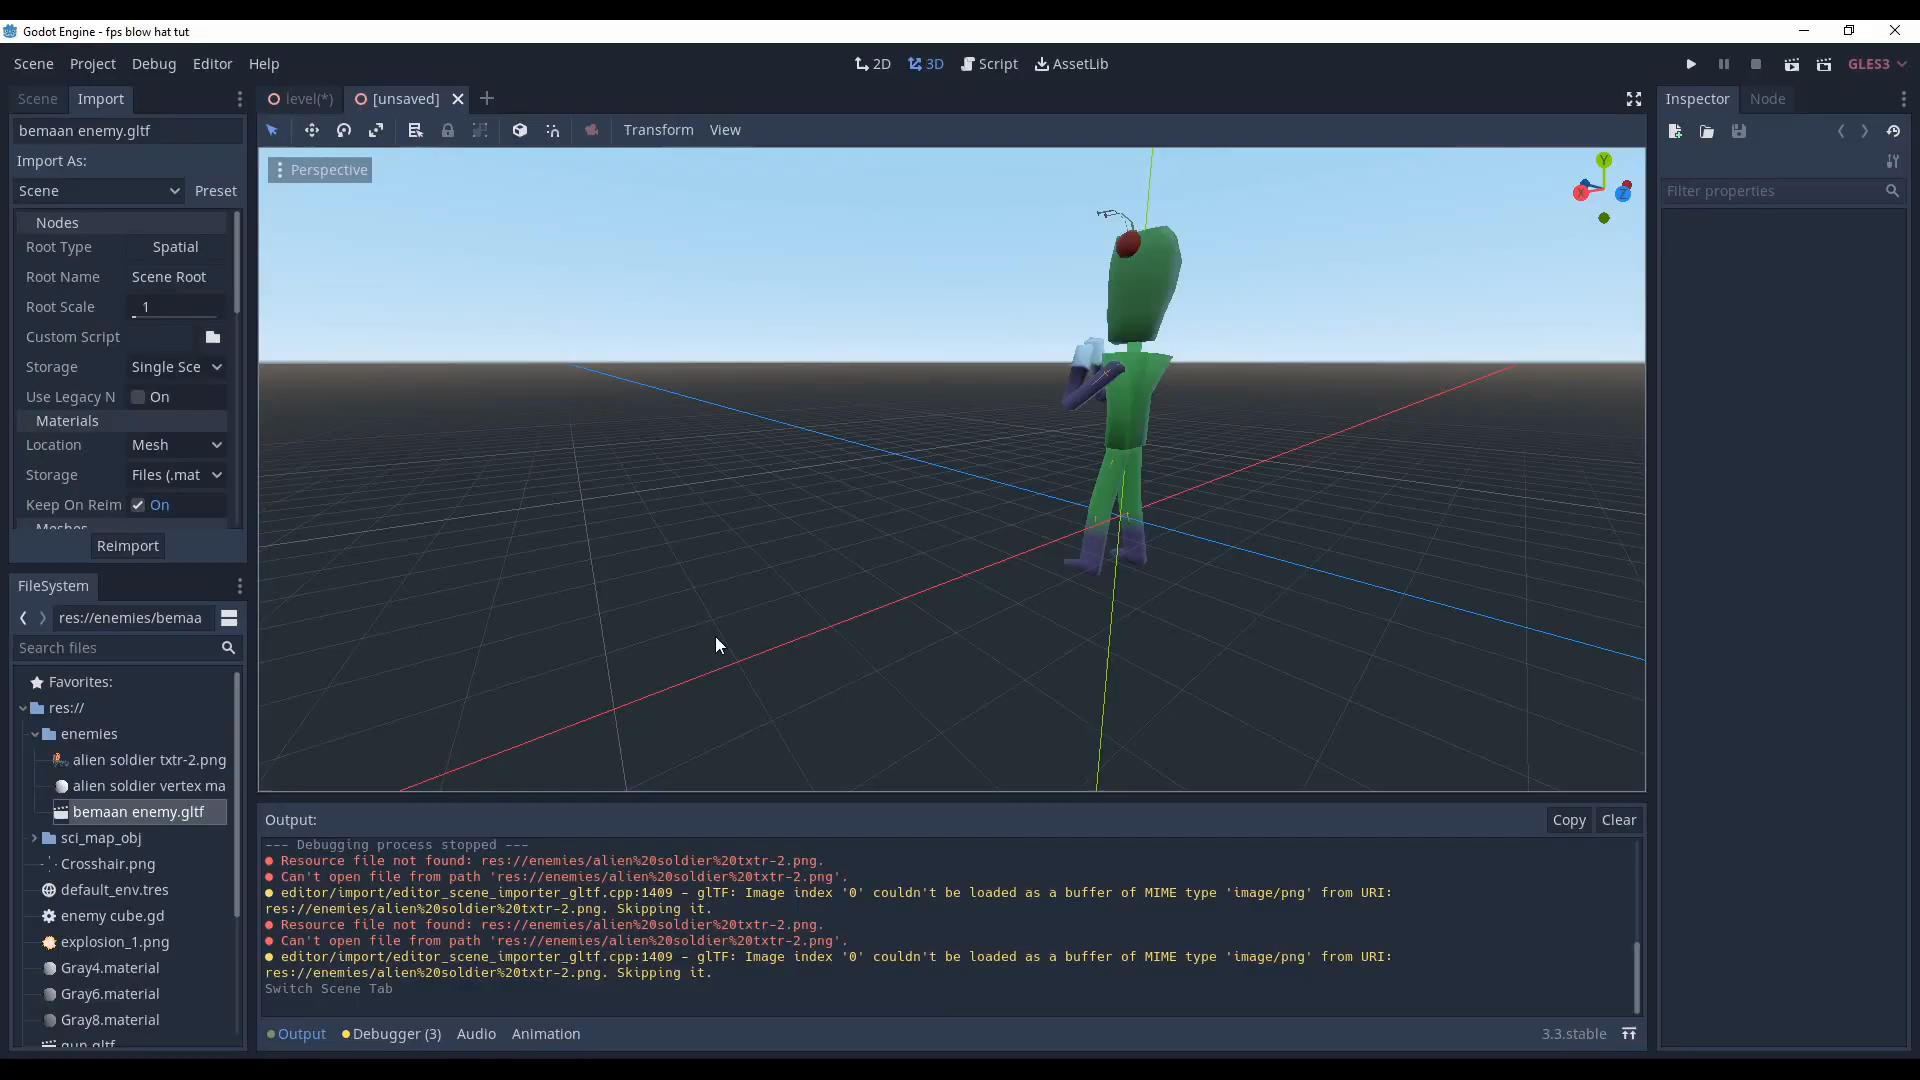 Godot Engine - fps blow hat tut
Scene Project Debug Editor Help
2D 3D Script AssetLib
GLES3
Scene Import
level(*) [unsaved]
Inspector Node
bemaan enemy.gltf
Transform View
Import As:
Scene Preset
Perspective
Y
X
Z
Filter properties
Nodes
Root Type Spatial
Root Name Scene Root
Root Scale 1
Custom Script
Storage Single Sce
Use Legacy N On
Materials
Location Mesh
Storage Files (.mat
Keep On Reim On
Meshes
Reimport
FileSystem
res://enemies/bemaa
Search files
Favorites:
res://
enemies
alien soldier txtr-2.png
alien soldier vertex ma
bemaan enemy.gltf
sci_map_obj
Crosshair.png
default_env.tres
enemy cube.gd
explosion_1.png
Gray4.material
Gray6.material
Gray8.material
gun.gltf
Output:
Copy Clear
--- Debugging process stopped ---
Resource file not found: res://enemies/alien%20soldier%20txtr-2.png.
Can't open file from path 'res://enemies/alien%20soldier%20txtr-2.png'.
editor/import/editor_scene_importer_gltf.cpp:1409 - glTF: Image index '0' couldn't be loaded as a buffer of MIME type 'image/png' from URI:
res://enemies/alien%20soldier%20txtr-2.png. Skipping it.
Resource file not found: res://enemies/alien%20soldier%20txtr-2.png.
Can't open file from path 'res://enemies/alien%20soldier%20txtr-2.png'.
editor/import/editor_scene_importer_gltf.cpp:1409 - glTF: Image index '0' couldn't be loaded as a buffer of MIME type 'image/png' from URI:
res://enemies/alien%20soldier%20txtr-2.png. Skipping it.
Switch Scene Tab
Output Debugger (3) Audio Animation
3.3.stable